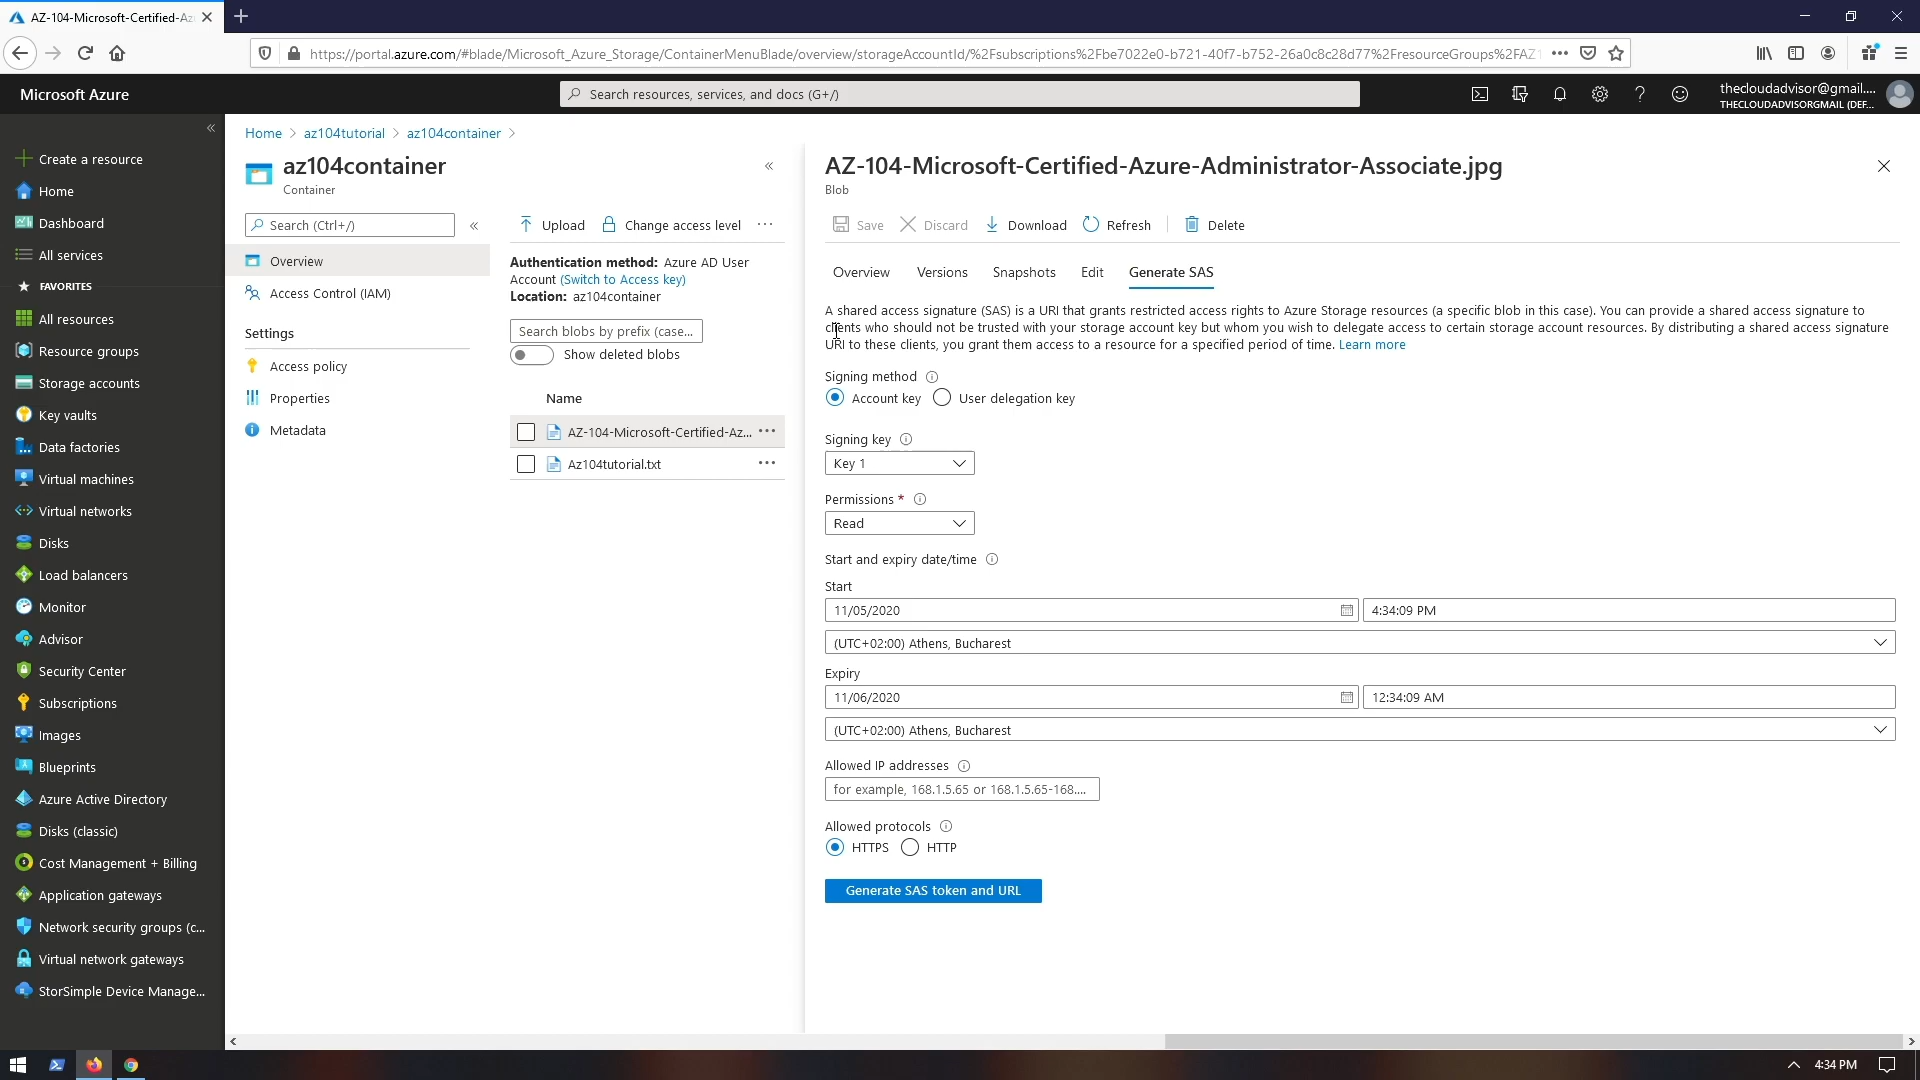 AZ-104-Microsoft-Certified-Az
https://portal.azure.com/#blade/Microsoft_Azure_Storage/ContainerMenuBlade/overview/storageAccountId/%2Fsubscriptions%2Fbe7022e0-b721-40f7-b752-26a0c8c28d77%2FresourceGroups%2FAZ1
Microsoft Azure
Search resources, services, and docs (G+/)
thecloudadvisor@gmail....
THECLOUDADVISORGMAIL (DEF...
Create a resource
Home
Dashboard
All services
FAVORITES
All resources
Resource groups
Storage accounts
Key vaults
Data factories
Virtual machines
Virtual networks
Disks
Load balancers
Monitor
Advisor
Security Center
Subscriptions
Images
Blueprints
Azure Active Directory
Disks (classic)
Cost Management + Billing
Application gateways
Network security groups (c...
Virtual network gateways
StorSimple Device Manage...
Home > az104tutorial > az104container >
az104container
Container
Search (Ctrl+/)
Overview
Access Control (IAM)
Settings
Access policy
Properties
Metadata
Upload
Change access level
Authentication method: Azure AD User
Account (Switch to Access key)
Location: az104container
Search blobs by prefix (case...
Show deleted blobs
Name
AZ-104-Microsoft-Certified-Az...
Az104tutorial.txt
AZ-104-Microsoft-Certified-Azure-Administrator-Associate.jpg
Blob
Save
Discard
Download
Refresh
Delete
Overview
Versions
Snapshots
Edit
Generate SAS
A shared access signature (SAS) is a URI that grants restricted access rights to Azure Storage resources (a specific blob in this case). You can provide a shared access signature to
clients who should not be trusted with your storage account key but whom you wish to delegate access to certain storage account resources. By distributing a shared access signature
URI to these clients, you grant them access to a resource for a specified period of time. Learn more
Signing method
Account key
User delegation key
Signing key
Key 1
Permissions *
Read
Start and expiry date/time
Start
11/05/2020
4:34:09 PM
(UTC+02:00) Athens, Bucharest
Expiry
11/06/2020
12:34:09 AM
(UTC+02:00) Athens, Bucharest
Allowed IP addresses
for example, 168.1.5.65 or 168.1.5.65-168....
Allowed protocols
HTTPS
HTTP
Generate SAS token and URL
4:34 PM